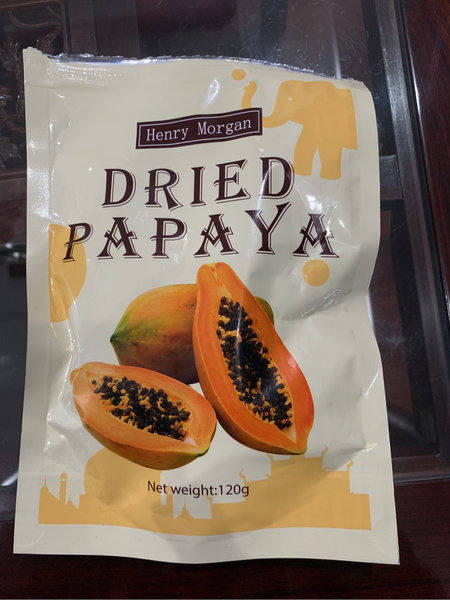 Henry Morgan
DRIED
PAPAYA
Net weight:120g